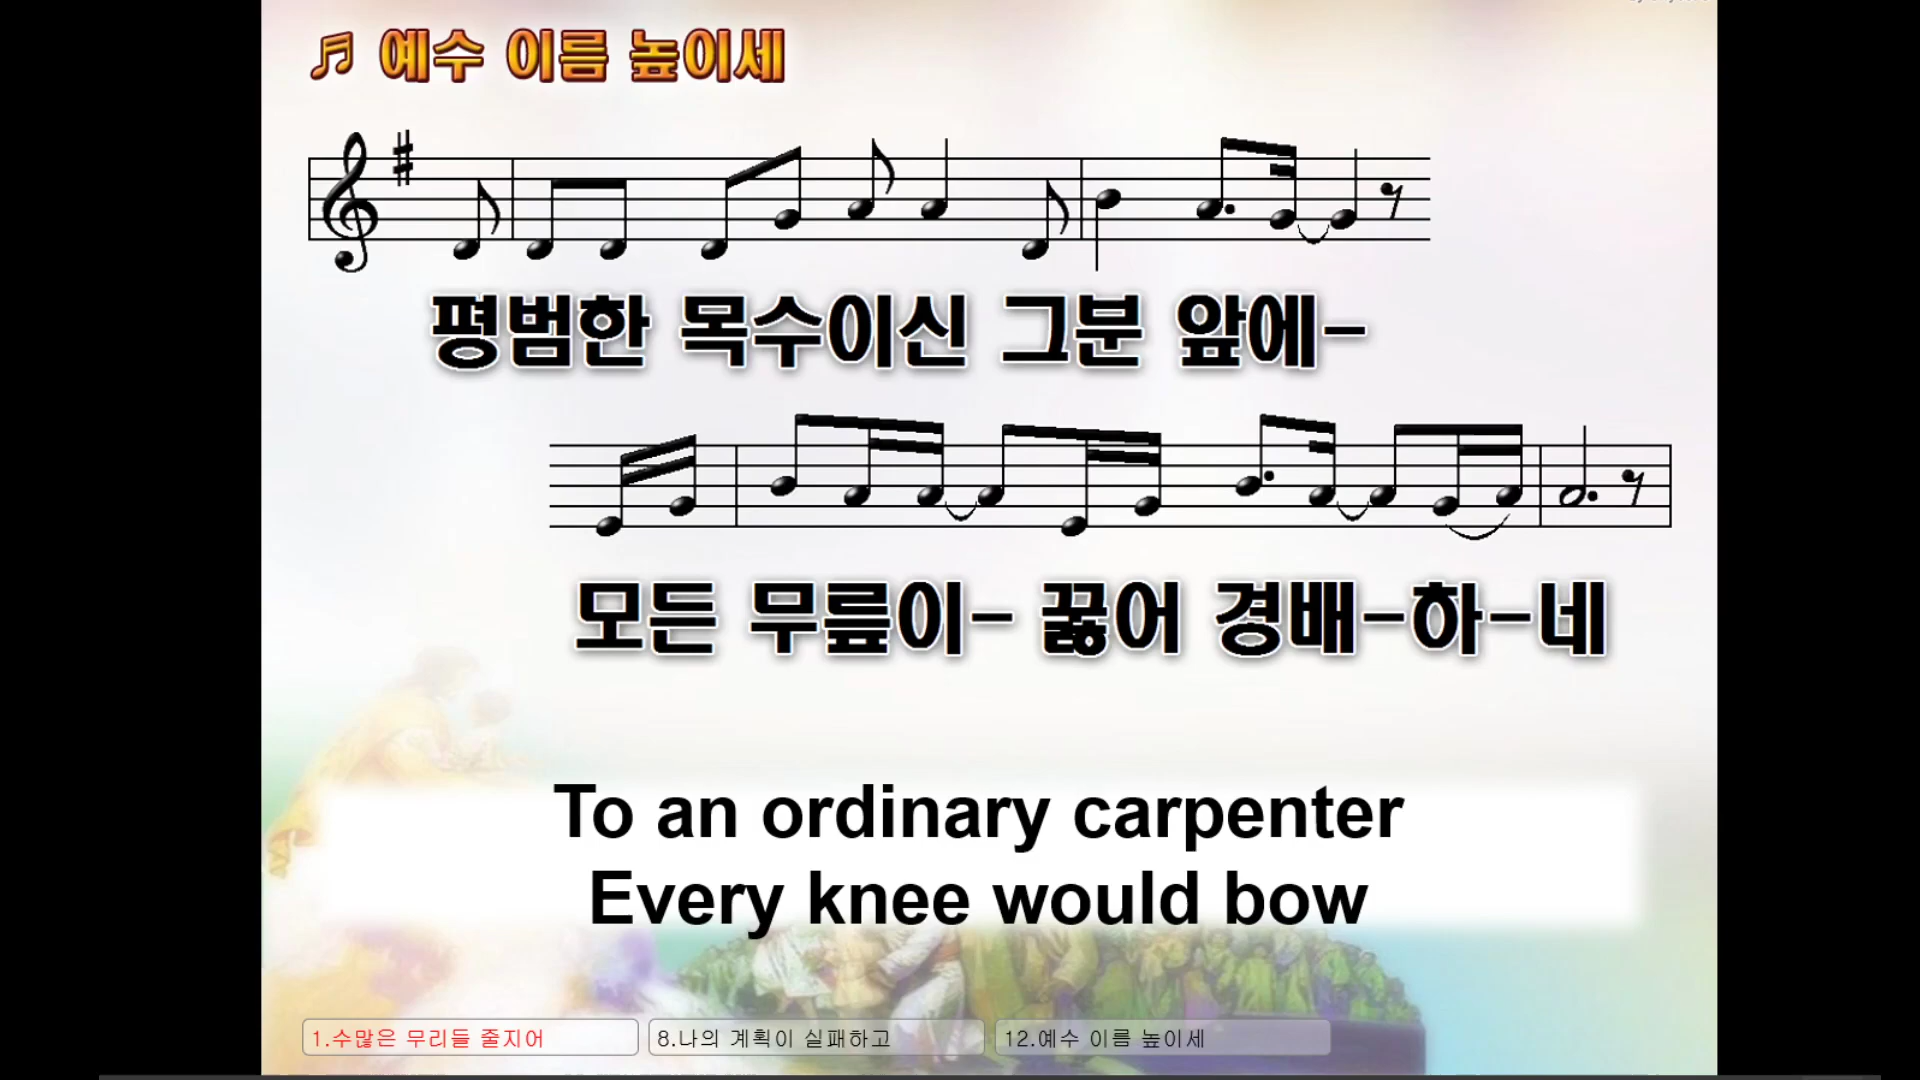 예수 이름 높이세
평범한 목수이신 그분 앞에-
모든 무릎이- 꿇어 경배-하-네
To an ordinary carpenter
Every knee would bow
1.수많은 무리들 줄지어
8.나의 계획이 실패하고
12.예수 이름 높이세